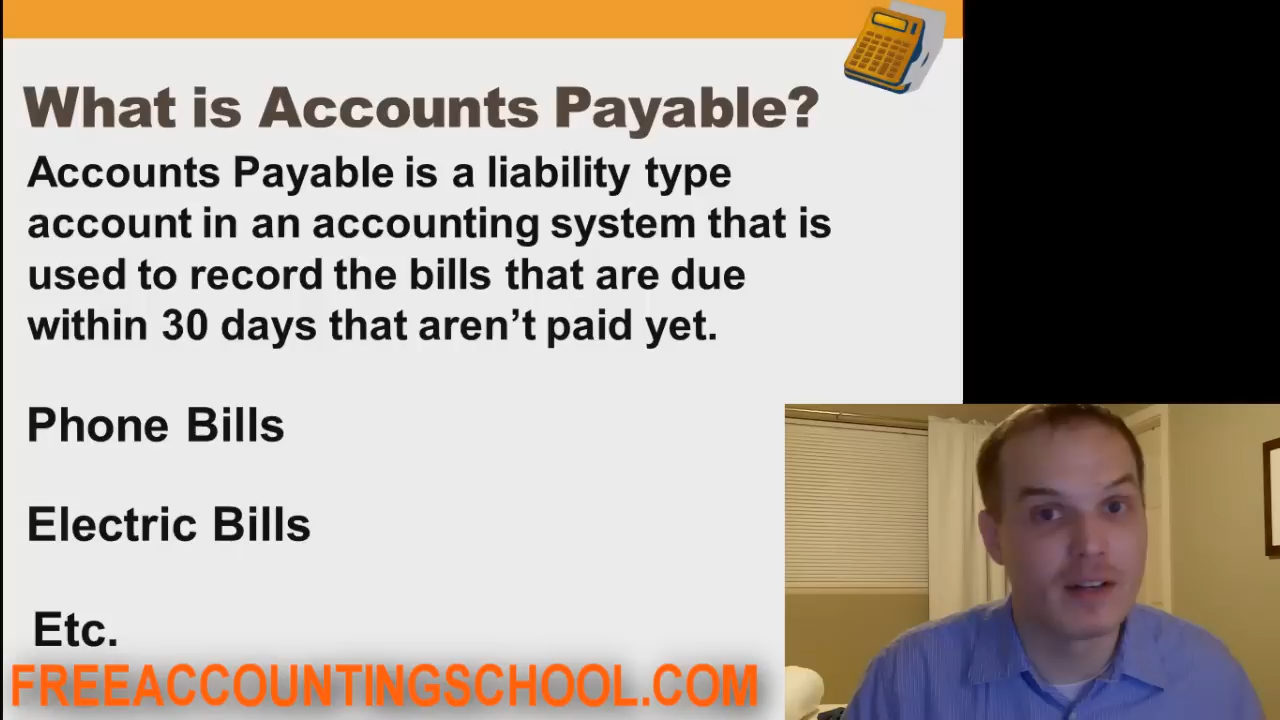 What is Accounts Payable?
Accounts Payable is a liability type
account in an accounting system that is
used to record the bills that are due
within 30 days that aren’t paid yet.
Phone Bills
Electric Bills
Etc.
FREEACCOUNTINGSCHOOL.COM